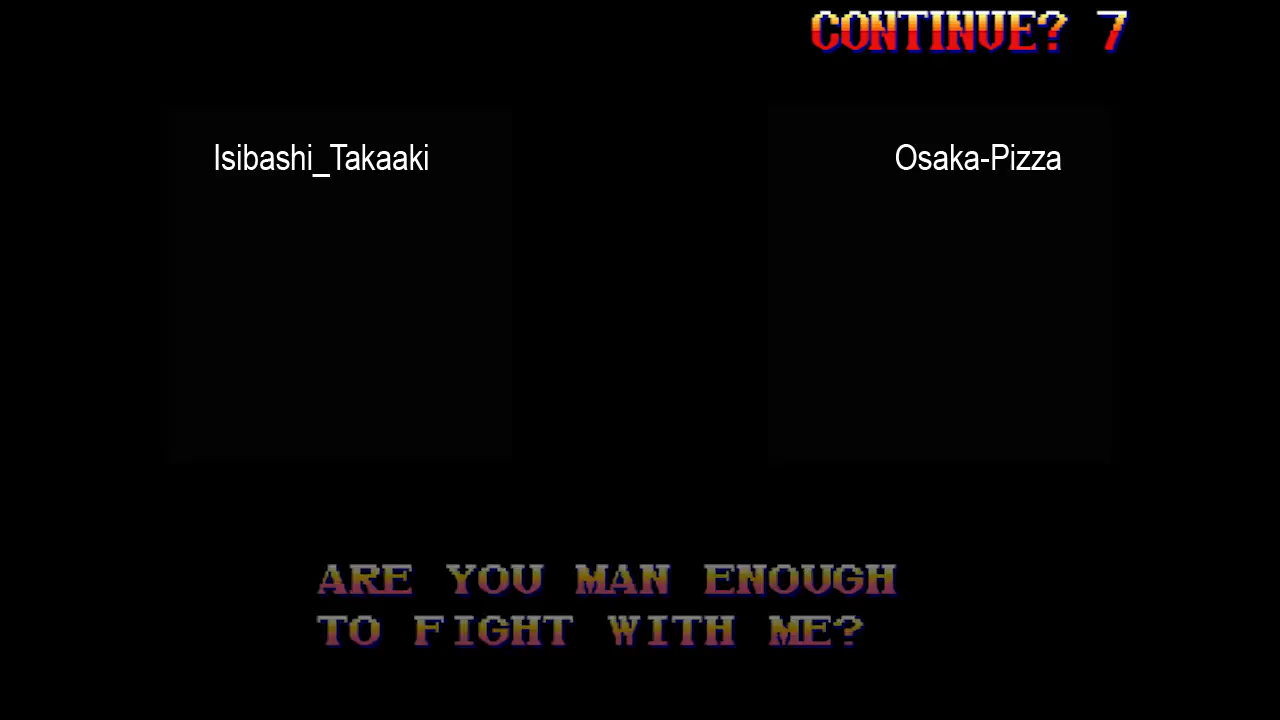 CONTINUE? 7
Isibashi_Takaaki
Osaka-Pizza
ARE YOU MAN ENOUGH
TO FIGHT WITH ME?